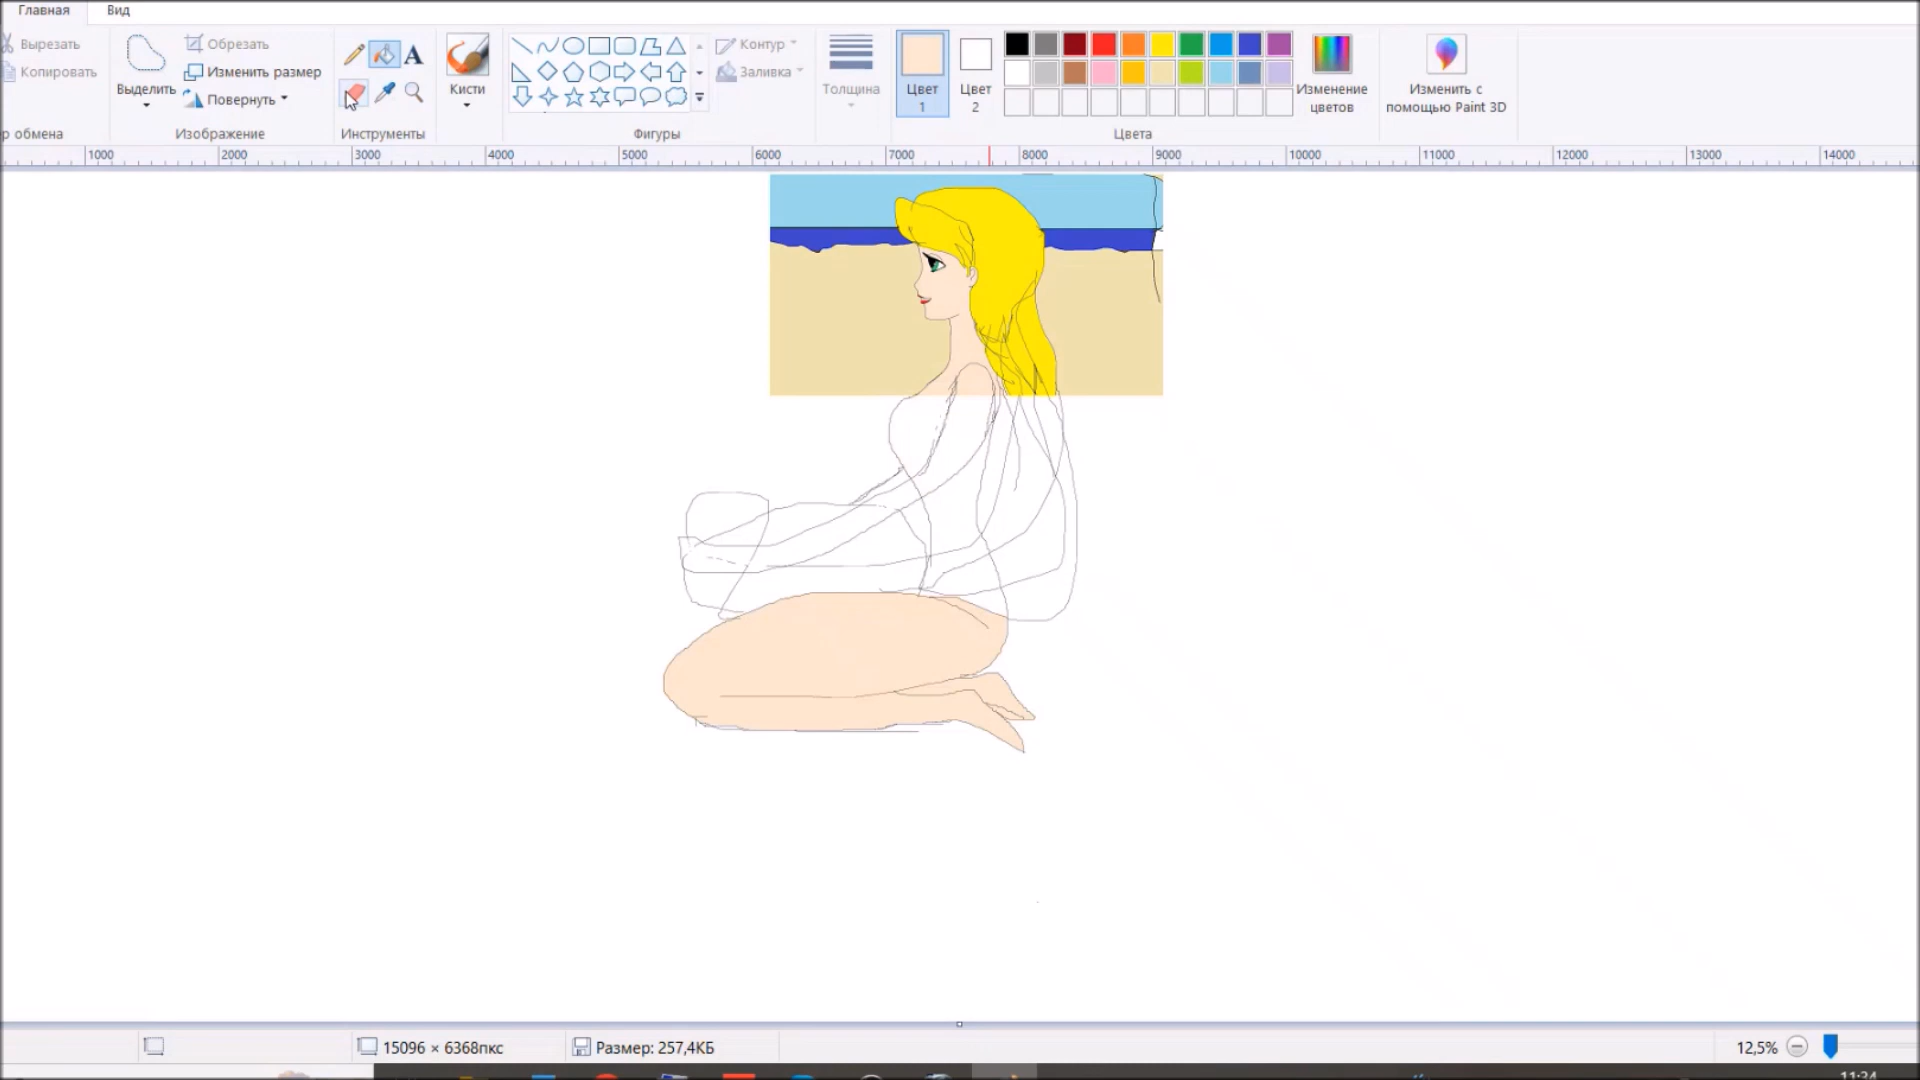 Главная Вид
Вырезать
Копировать
р обмена
Выделить
Обрезать
Изменить размер
Повернуть
Изображение
A
Инструменты
Кисти
Фигуры
Контур
Заливка
Толщина
Цвет
1
Цвет
2
Цвета
Изменение
цветов
Изменить с
помощью Paint 3D
1000 2000 3000 4000 5000 6000 7000 8000 9000 10000 11000 12000 13000 14000
15096 × 6368пкс
Размер: 257,4КБ
12,5%
11:34